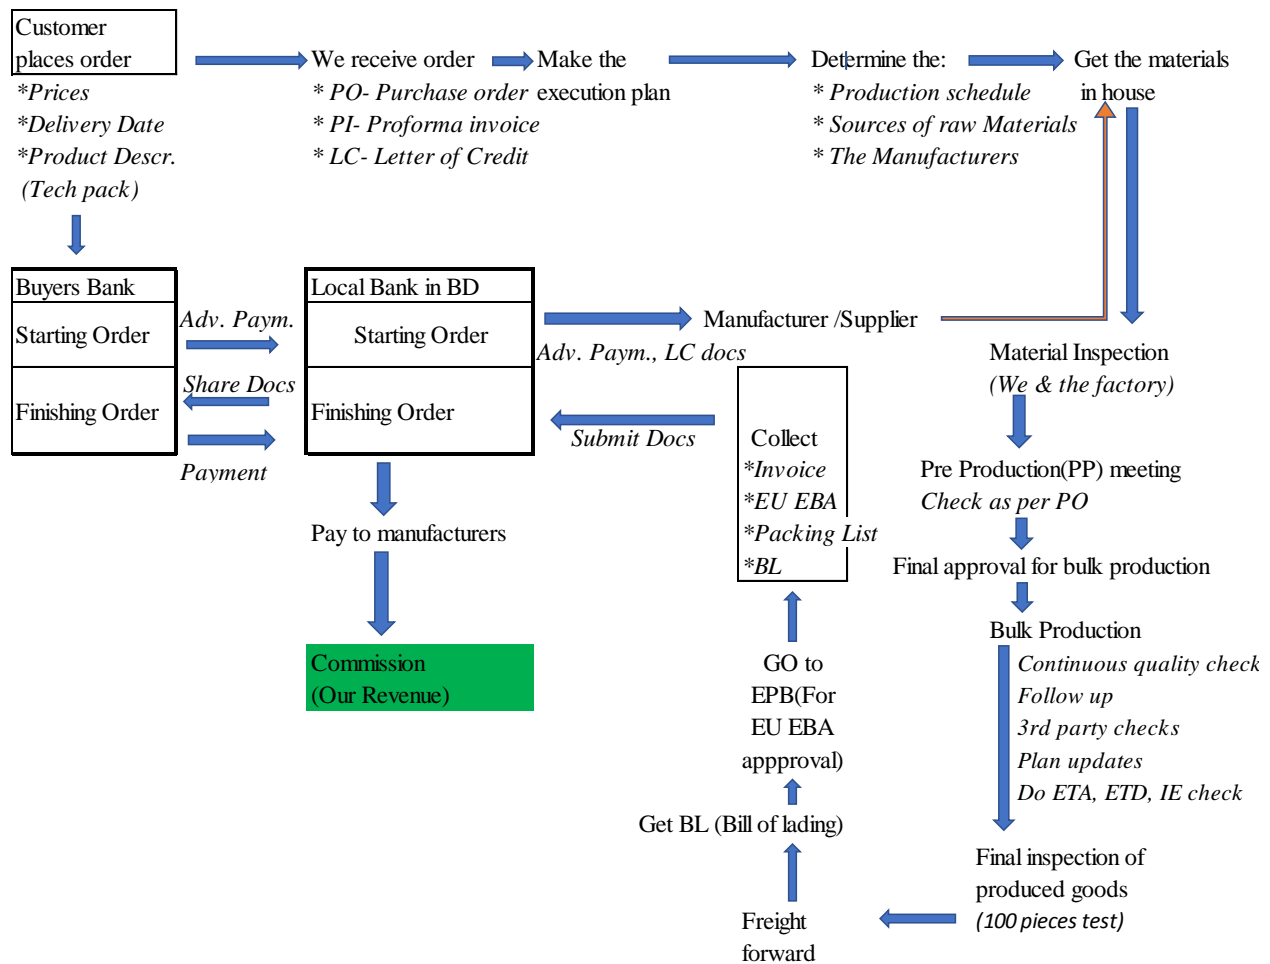 Customer
places order
*Prices
*Delivery Date
*Product Descr.
(Tech pack)
We receive order
* PO- Purchase order
* PI- Proforma invoice
* LC- Letter of Credit
Make the
execution plan
Determine the:
* Production schedule
* Sources of raw Materials
* The Manufacturers
Get the materials
in house
Buyers Bank
Starting Order
Finishing Order
Adv. Paym.
Share Docs
Payment
Local Bank in BD
Starting Order
Finishing Order
Adv. Paym., LC docs
Manufacturer /Supplier
Submit Docs
Collect
*Invoice
*EU EBA
*Packing List
*BL
Material Inspection
(We & the factory)
Pre Production(PP) meeting
Check as per PO
Final approval for bulk production
Bulk Production
Continuous quality check
Follow up
3rd party checks
Plan updates
Do ETA, ETD, IE check
Final inspection of
produced goods
(100 pieces test)
Freight
forward
Get BL (Bill of lading)
GO to
EPB(For
EU EBA
appproval)
Pay to manufacturers
Commission
(Our Revenue)